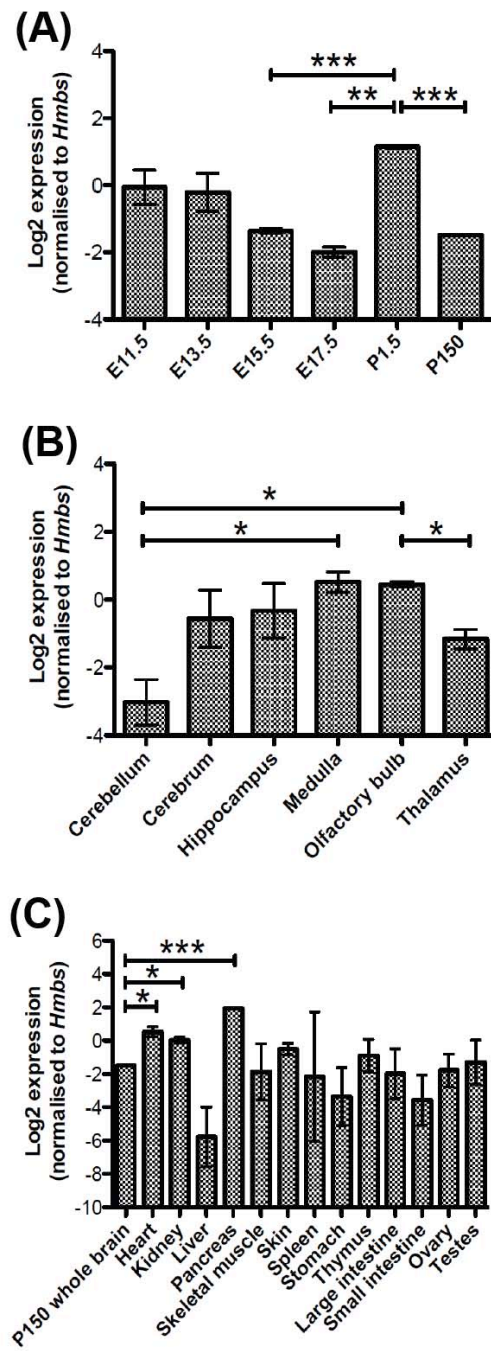 (A)
Log2 expression
(normalised to Hmbs)
4
2
0
-2
-4
***
** ***
E11.5
E13.5
E15.5
E17.5
P1.5
P150
(B)
Log2 expression
(normalised to Hmbs)
4
2
0
-2
-4
*
* *
Cerebellum
Cerebrum
Hippocampus
Medulla
Olfactory bulb
Thalamus
(C)
Log2 expression
(normalised to Hmbs)
6
4
2
0
-2
-4
-6
-8
-10
***
*
*
P150 whole brain
Heart
Kidney
Liver
Pancreas
Skeletal muscle
Skin
Spleen
Stomach
Thymus
Large intestine
Small intestine
Ovary
Testes